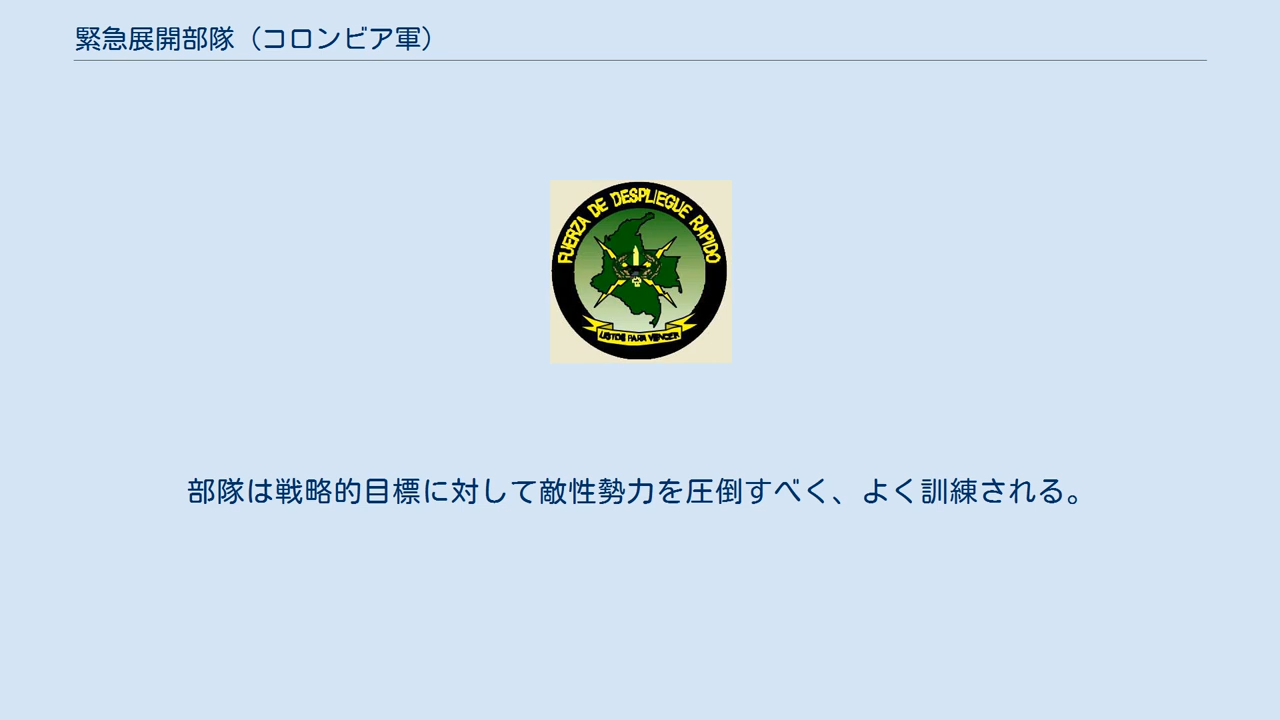 緊急展開部隊（コロンビア軍）
FUERZA DE DESPLIEGUE RAPIDO
LISTOS PARA VENCER
部隊は戦略的目標に対して敵性勢力を圧倒すべく、よく訓練される。